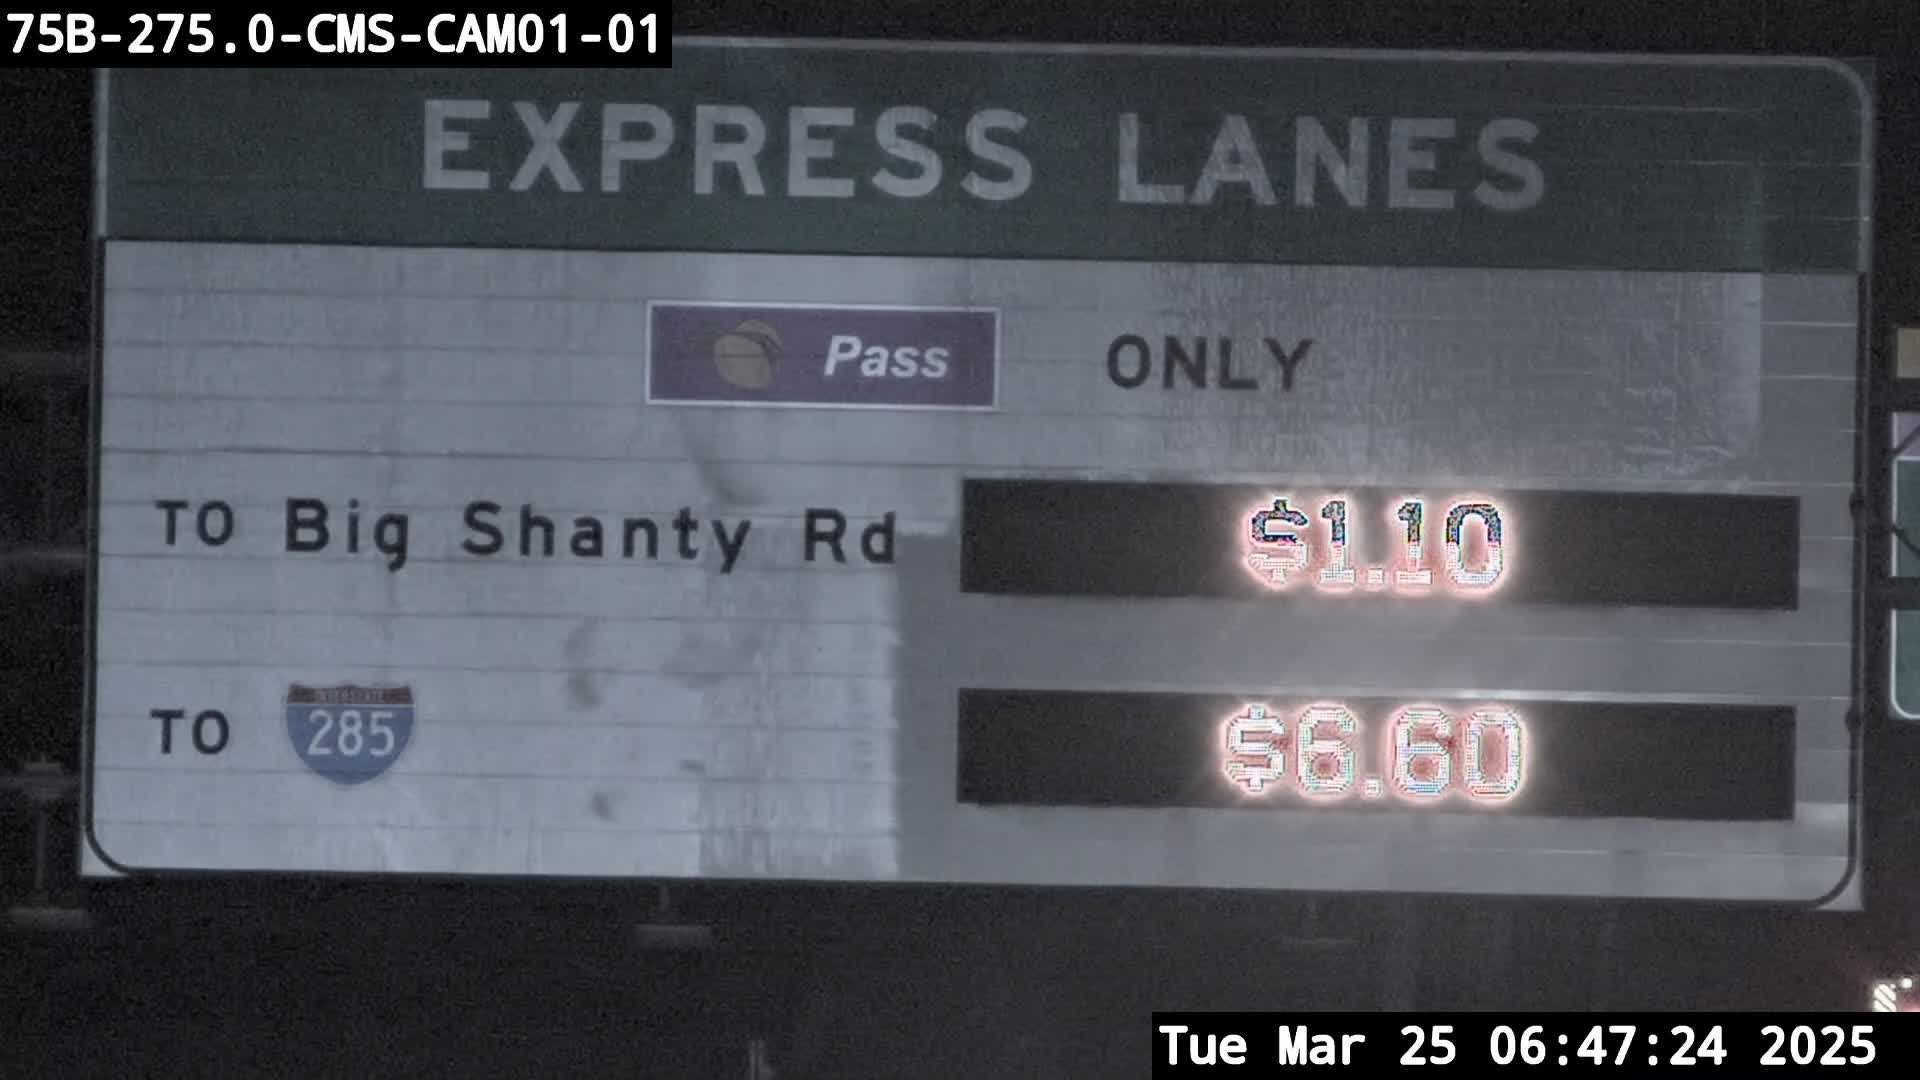 75B-275.0-CMS-CAM01-01
EXPRESS LANES
Pass ONLY
TO Big Shanty Rd $1.10
INTERSTATE
TO 285 $6.60
Tue Mar 25 06:47:24 2025